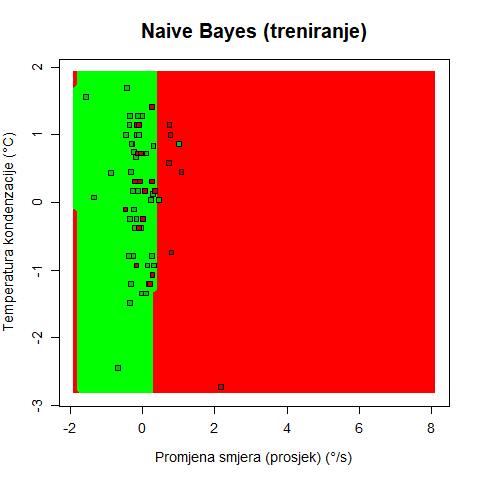 Naive Bayes (treniranje)
Temperatura kondenzacije (°C)
2
1
0
-1
-2
-3
-2 0 2 4 6 8
Promjena smjera (prosjek) (°/s)